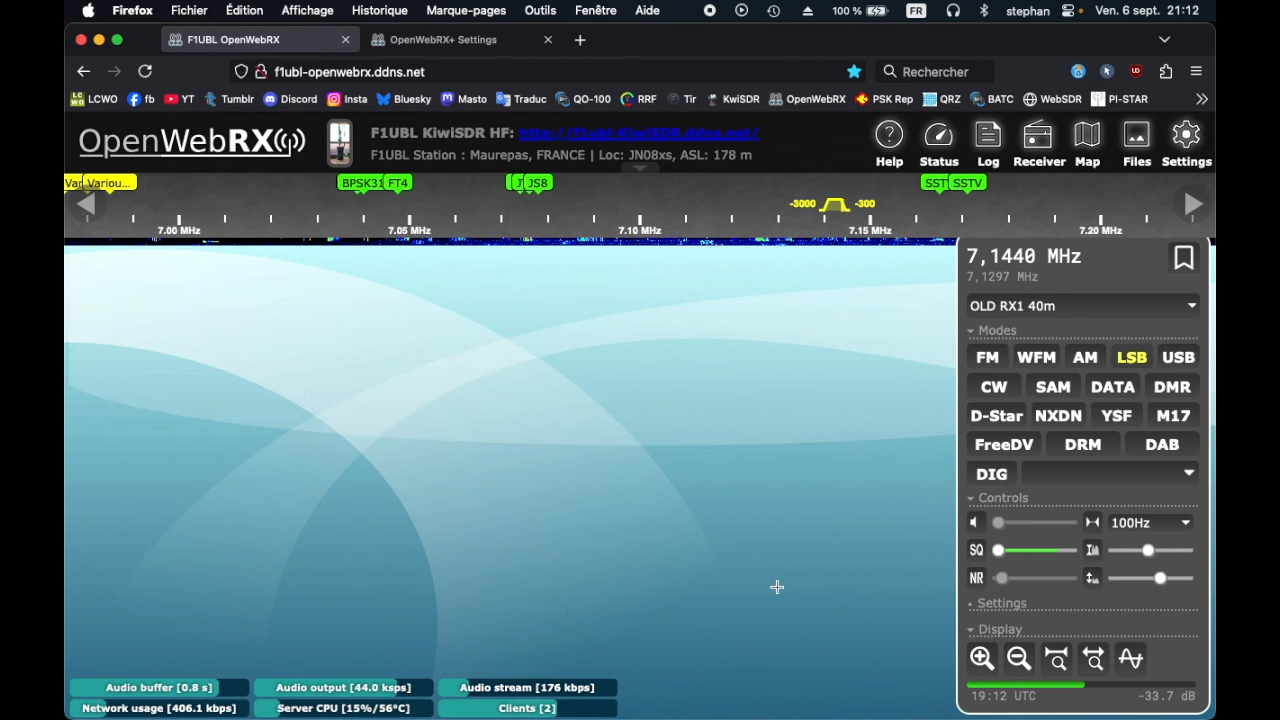 Firefox Fichier Édition Affichage Historique Marque-pages Outils Fenêtre Aide 100 % FR stephan Ven. 6 sept. 21:12
F1UBL OpenWebRX OpenWebRX+ Settings
f1ubl-openwebrx.ddns.net Rechercher
LCWO fb YT Tumblr Discord Insta Bluesky Masto Traduc QO-100 RRF Tir KwiSDR OpenWebRX PSK Rep QRZ BATC WebSDR PI-STAR
OpenWebRX F1UBL KiwiSDR HF: http://f1ubl-KiwiSDR.ddns.net/
F1UBL Station : Maurepas, FRANCE | Loc: JN08xs, ASL: 178 m
Help Status Log Receiver Map Files Settings
Var Variou... BPSK31 FT4 JS8 SST SSTV
-3000 -300
7.00 MHz 7.05 MHz 7.10 MHz 7.15 MHz 7.20 MHz
7,1440 MHz
7,1297 MHz
OLD RX1 40m
Modes
FM WFM AM LSB USB
CW SAM DATA DMR
D-Star NXDN YSF M17
FreeDV DRM DAB
DIG
Controls
100Hz
SQ
NR
Settings
Display
Audio buffer [0.8 s] Audio output [44.0 ksps] Audio stream [176 kbps]
Network usage [406.1 kbps] Server CPU [15%/56°C] Clients [2]
19:12 UTC -33.7 dB